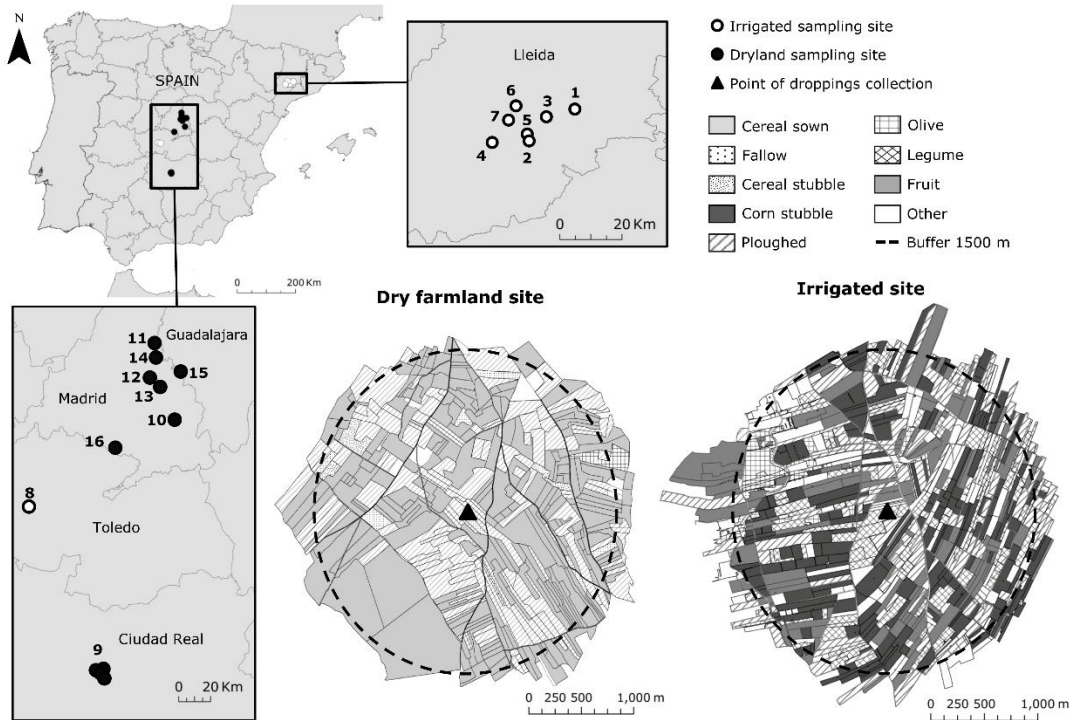 N
SPAIN
0 200 Km
Lleida
6
3
1
7
5
4
2
0 20 Km
Irrigated sampling site
Dryland sampling site
Point of droppings collection
Cereal sown
Fallow
Cereal stubble
Corn stubble
Ploughed
Olive
Legume
Fruit
Other
Buffer 1500 m
11
Guadalajara
14
12
15
Madrid
13
10
16
8
Toledo
Ciudad Real
9
0 20 Km
Dry farmland site
0 250 500 1,000 m
Irrigated site
0 250 500 1,000 m